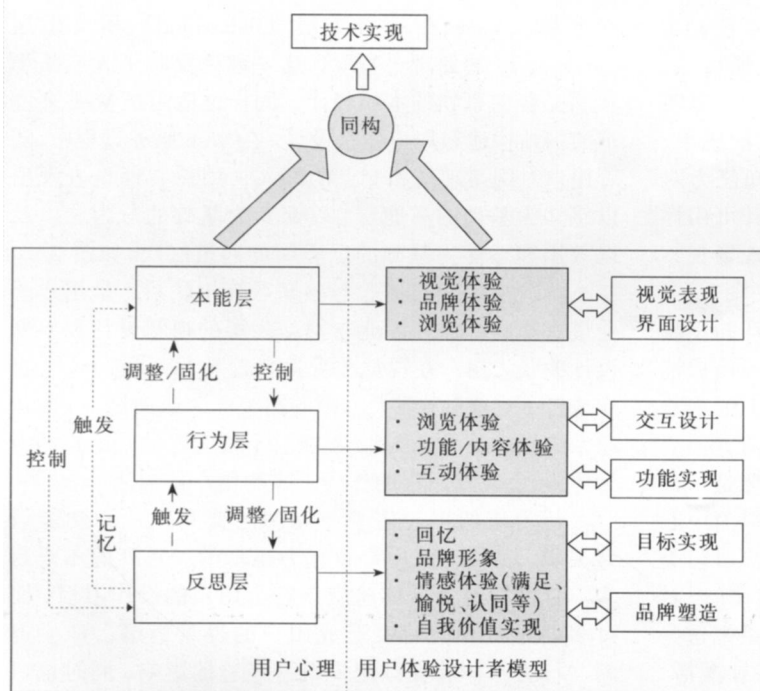 技术实现
同构
本能层
· 视觉体验
· 品牌体验
· 浏览体验
视觉表现
界面设计
调整/固化
控制
触发
控制
行为层
· 浏览体验
· 功能/内容体验
· 互动体验
交互设计
功能实现
记忆
触发
调整/固化
反思层
· 回忆
· 品牌形象
· 情感体验(满足、
愉悦、认同等)
· 自我价值实现
目标实现
品牌塑造
用户心理
用户体验设计者模型